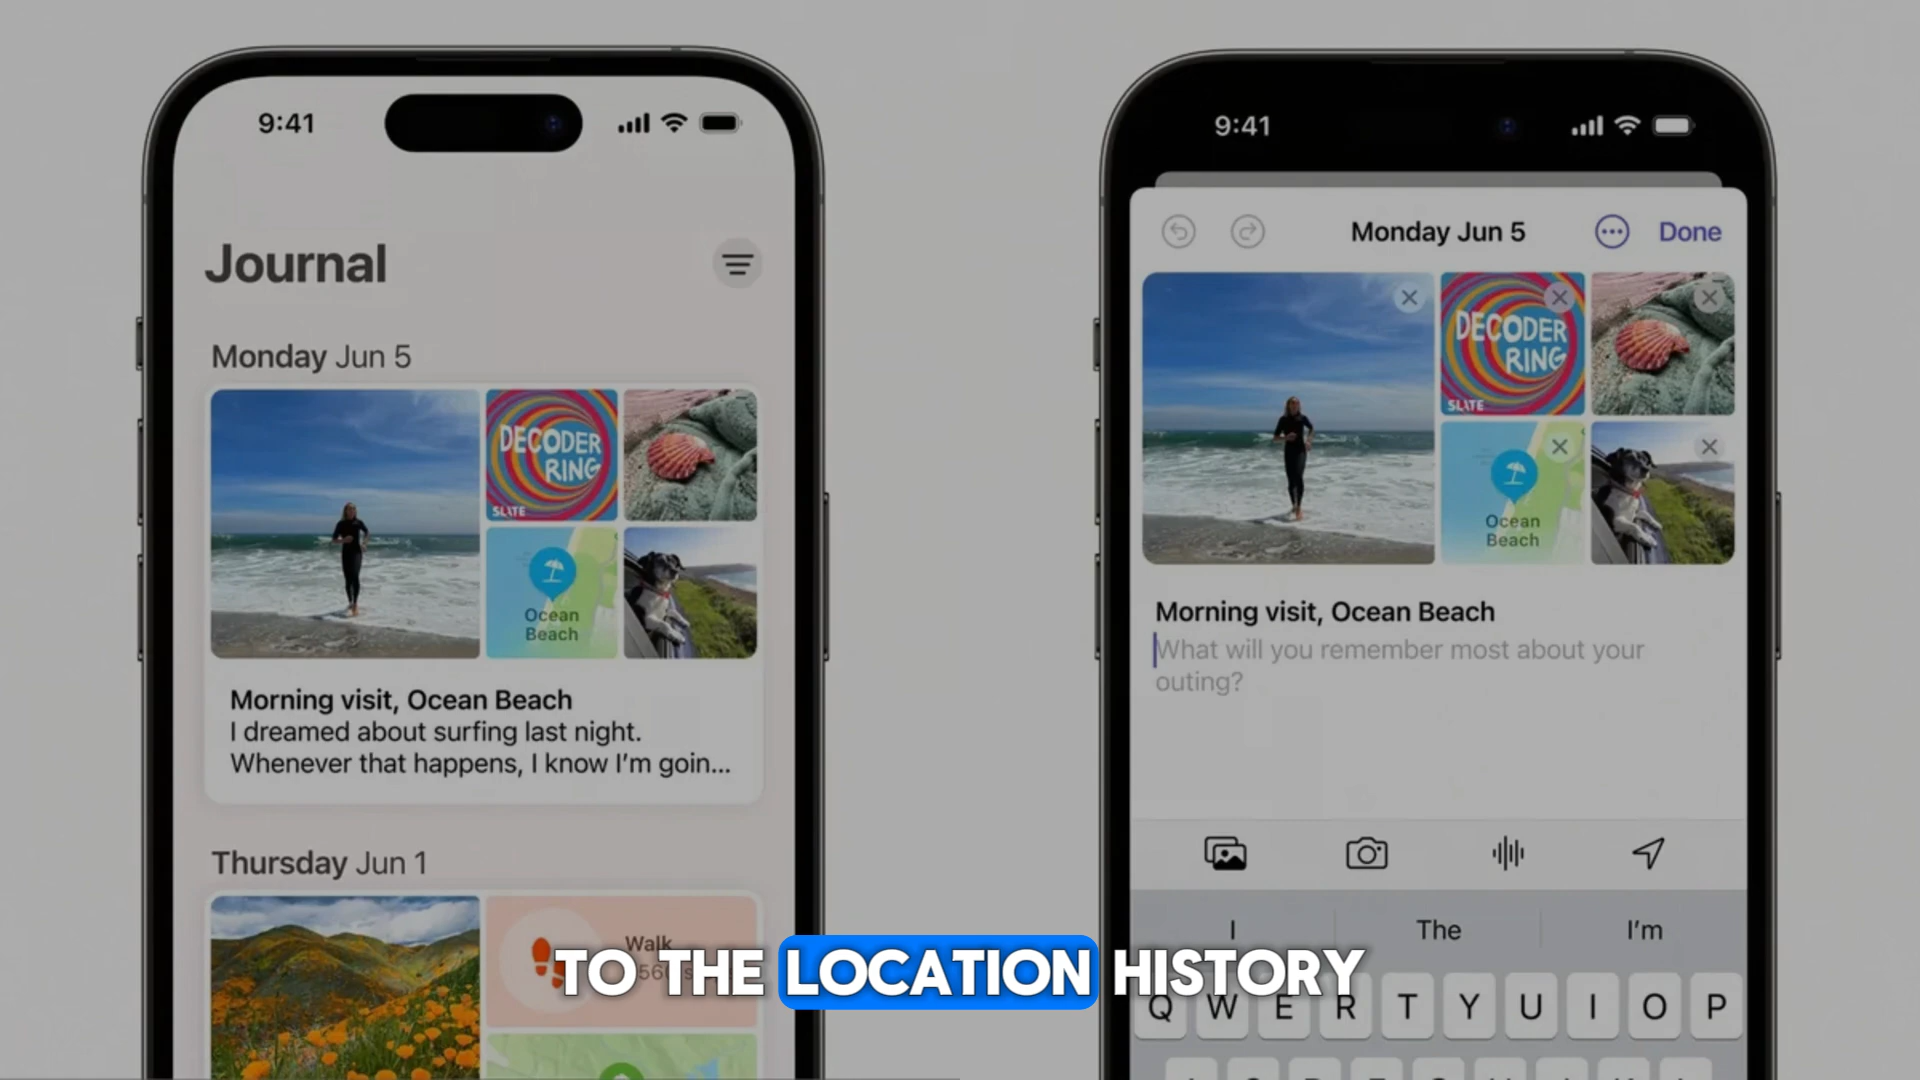 9:41
Journal
Monday Jun 5
DECODER
RING
SLATE
Ocean
Beach
Morning visit, Ocean Beach
I dreamed about surfing last night.
Whenever that happens, I know I'm goin...
Thursday Jun 1
Walk
9:41
Monday Jun 5
Done
DECODER
RING
SLATE
Ocean
Beach
Morning visit, Ocean Beach
What will you remember most about your
outing?
I The I'm
Q W E R T Y U I O P
TO THE LOCATION HISTORY